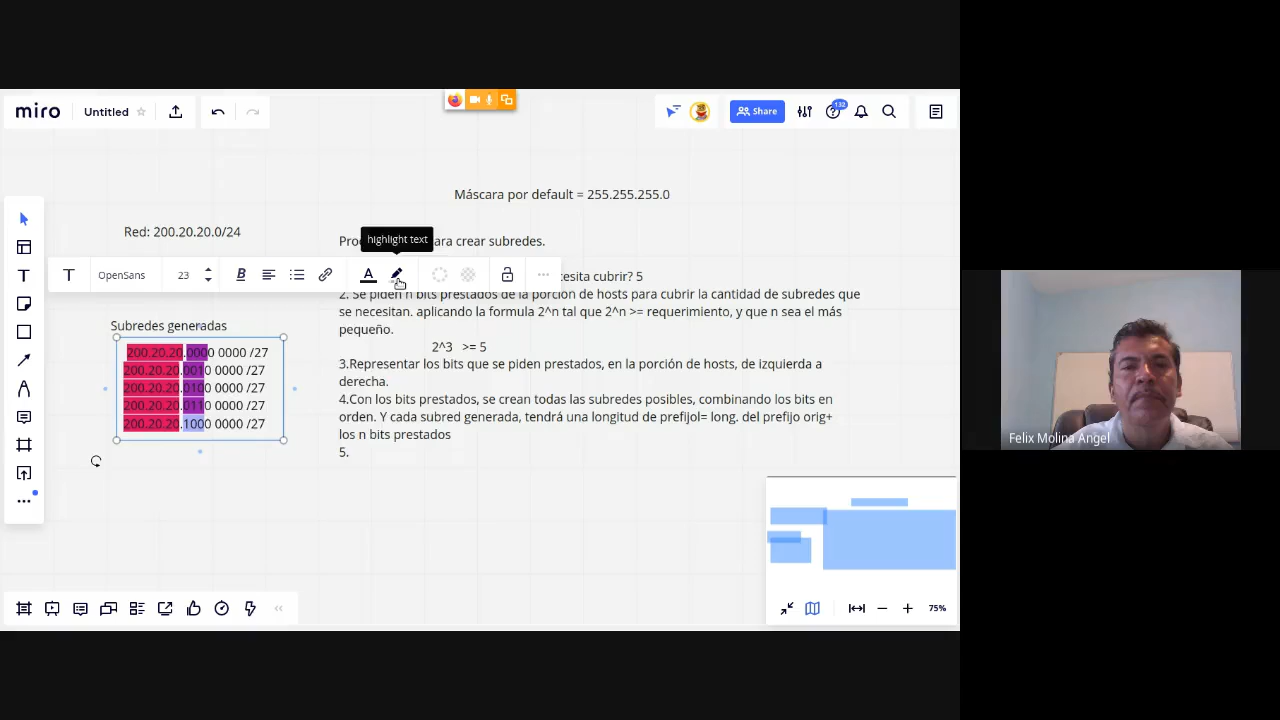 miro
Untitled
132
Share
Máscara por default = 255.255.255.0
Red: 200.20.20.0/24
highlight text
para crear subredes.
OpenSans
23
cesita cubrir? 5
2. Se piden n bits prestados de la porción de hosts para cubrir la cantidad de subredes que
se necesitan. aplicando la formula 2^n tal que 2^n >= requerimiento, y que n sea el más
pequeño.
2^3 >= 5
3.Representar los bits que se piden prestados, en la porción de hosts, de izquierda a
derecha.
4.Con los bits prestados, se crean todas las subredes posibles, combinando los bits en
orden. Y cada subred generada, tendrá una longitud de prefijol= long. del prefijo orig+
los n bits prestados
5.
Subredes generadas
200.20.20.0000 0000 /27
200.20.20.0010 0000 /27
200.20.20.0100 0000 /27
200.20.20.0110 0000 /27
200.20.20.1000 0000 /27
Felix Molina Angel
75%